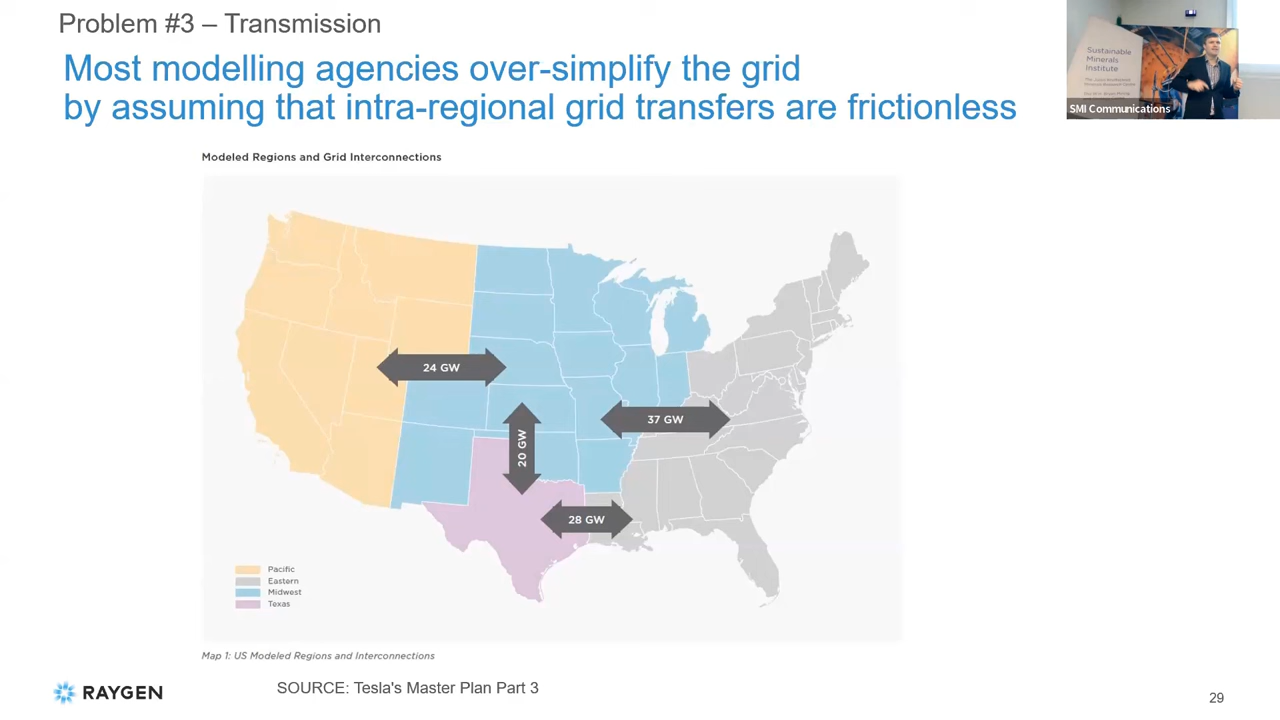 Problem #3 – Transmission
Most modelling agencies over-simplify the grid
by assuming that intra-regional grid transfers are frictionless
Sustainable
Minerals
Institute
SMI Communications
Modeled Regions and Grid Interconnections
24 GW
37 GW
20 GW
28 GW
Pacific
Eastern
Midwest
Texas
Map 1: US Modeled Regions and Interconnections
RAYGEN
SOURCE: Tesla's Master Plan Part 3
29